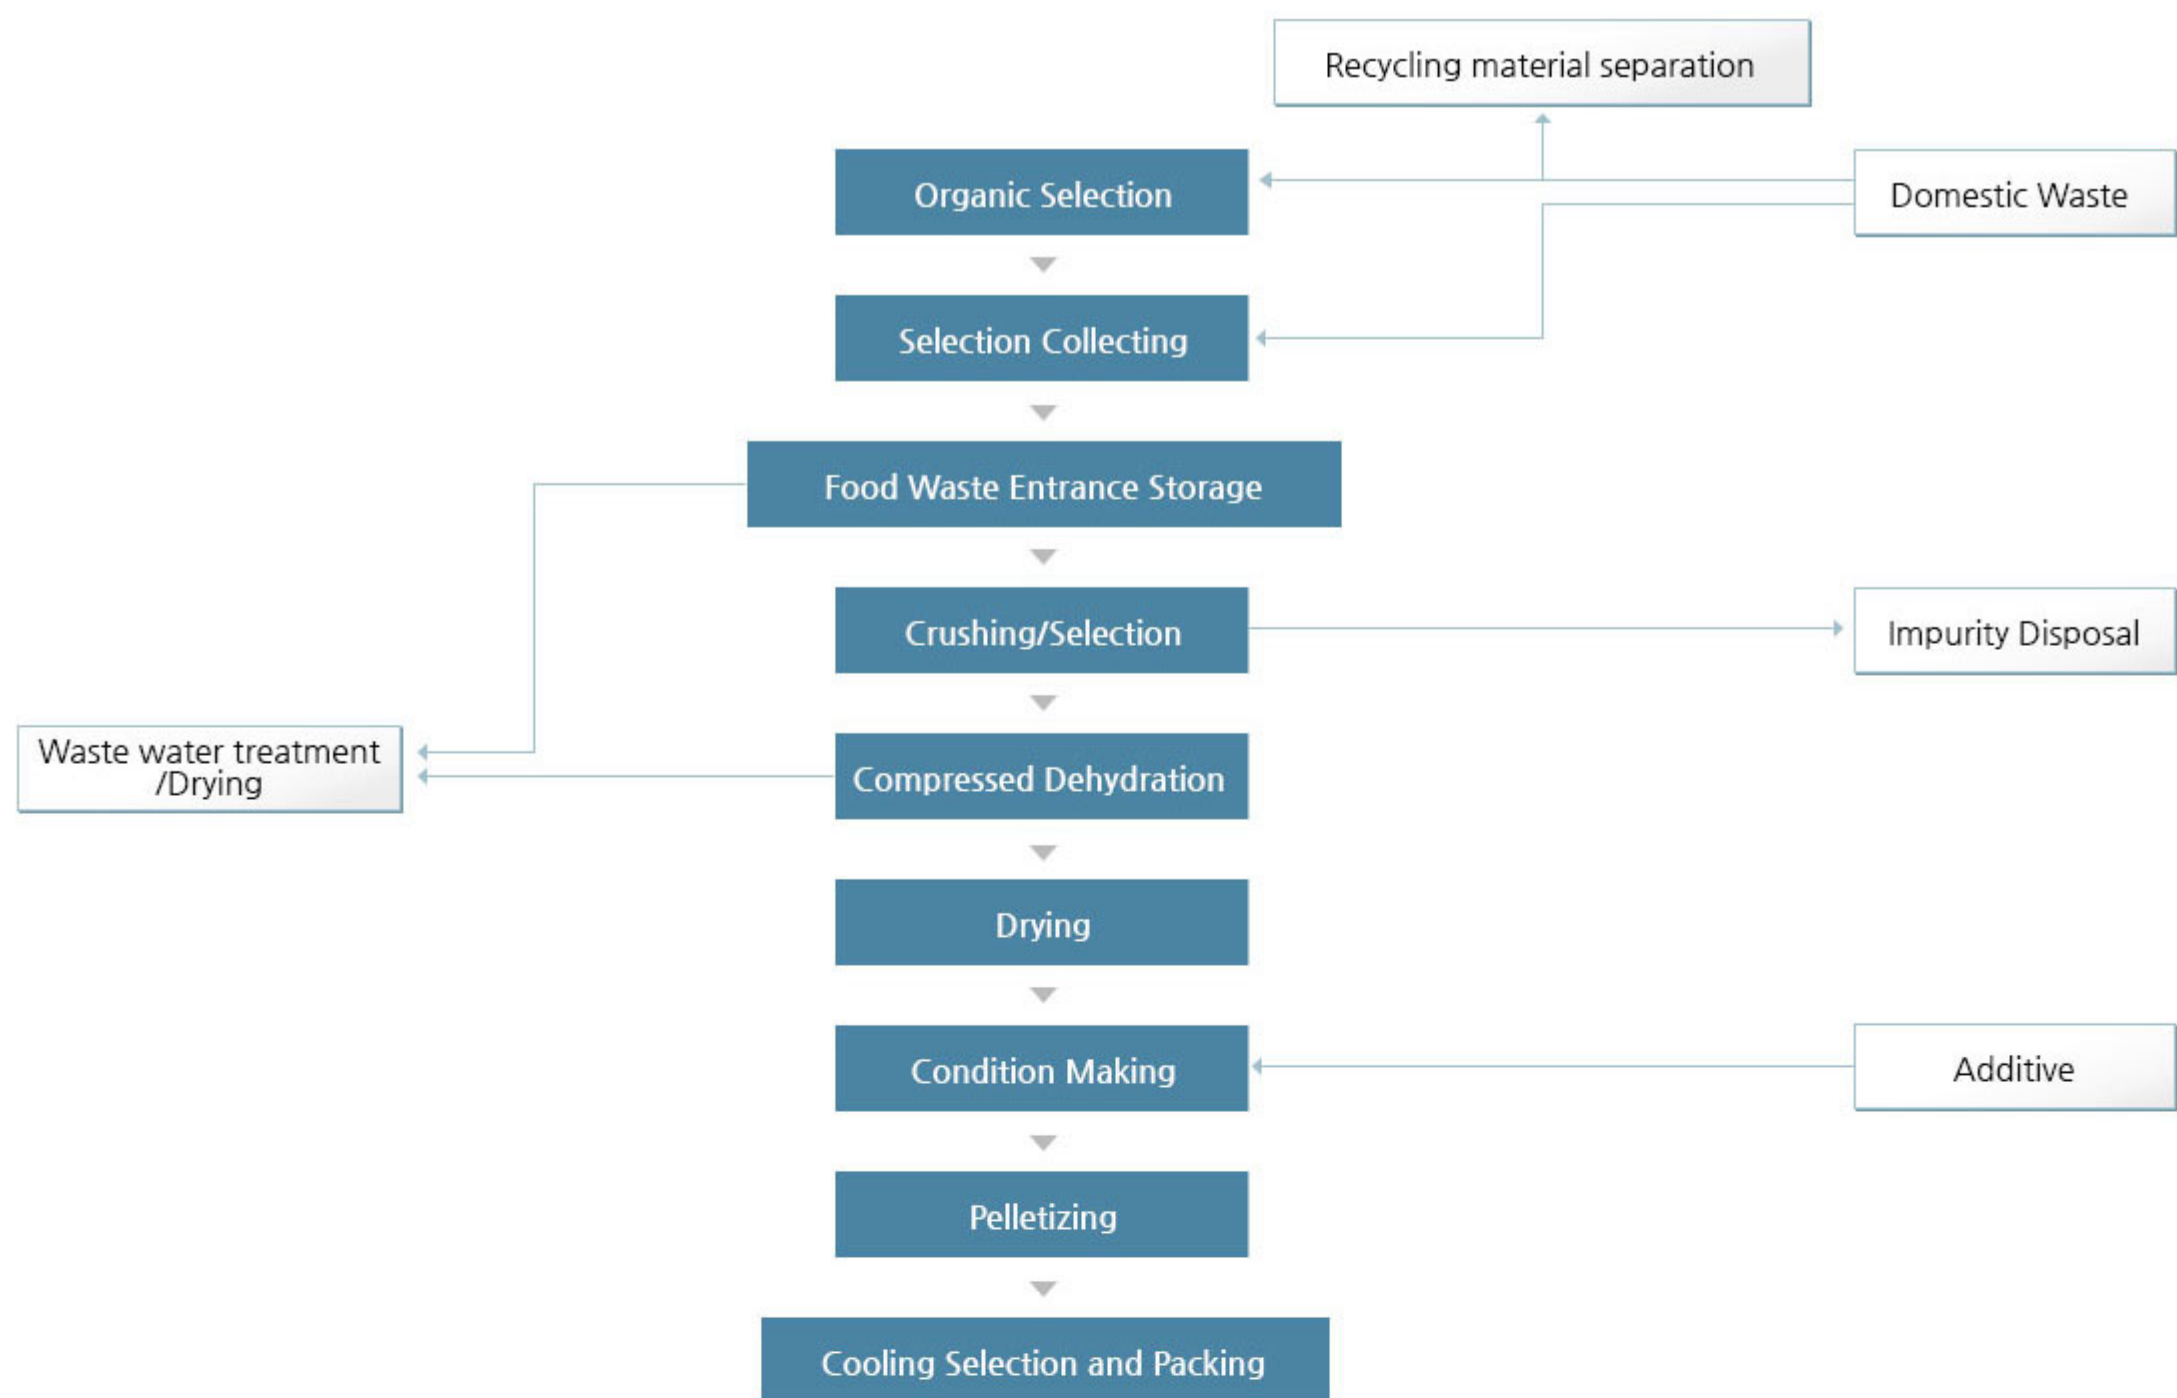 Recycling material separation
Organic Selection
Domestic Waste
Selection Collecting
Food Waste Entrance Storage
Crushing/Selection
Impurity Disposal
Waste water treatment
/Drying
Compressed Dehydration
Drying
Condition Making
Additive
Pelletizing
Cooling Selection and Packing